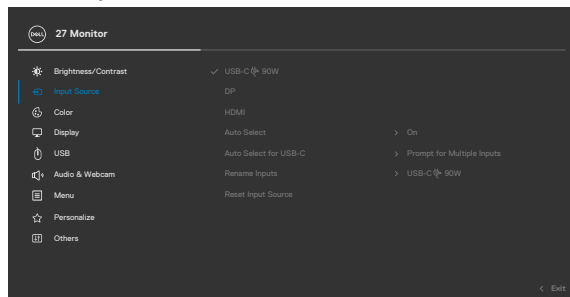 DELL 27 Monitor
Brightness/Contrast
Input Source
Color
Display
USB
Audio & Webcam
Menu
Personalize
Others
USB-C 90W
DP
HDMI
Auto Select On
Auto Select for USB-C Prompt for Multiple Inputs
Rename Inputs USB-C 90W
Reset Input Source
Exit